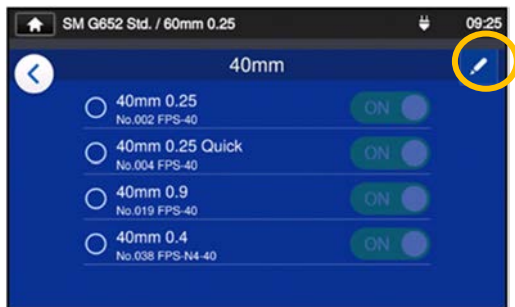 SM G652 Std. / 60mm 0.25 09:25
40mm
40mm 0.25 ON
No.002 FPS-40
40mm 0.25 Quick ON
No.004 FPS-40
40mm 0.9 ON
No.019 FPS-40
40mm 0.4 ON
No.038 FPS-N4-40